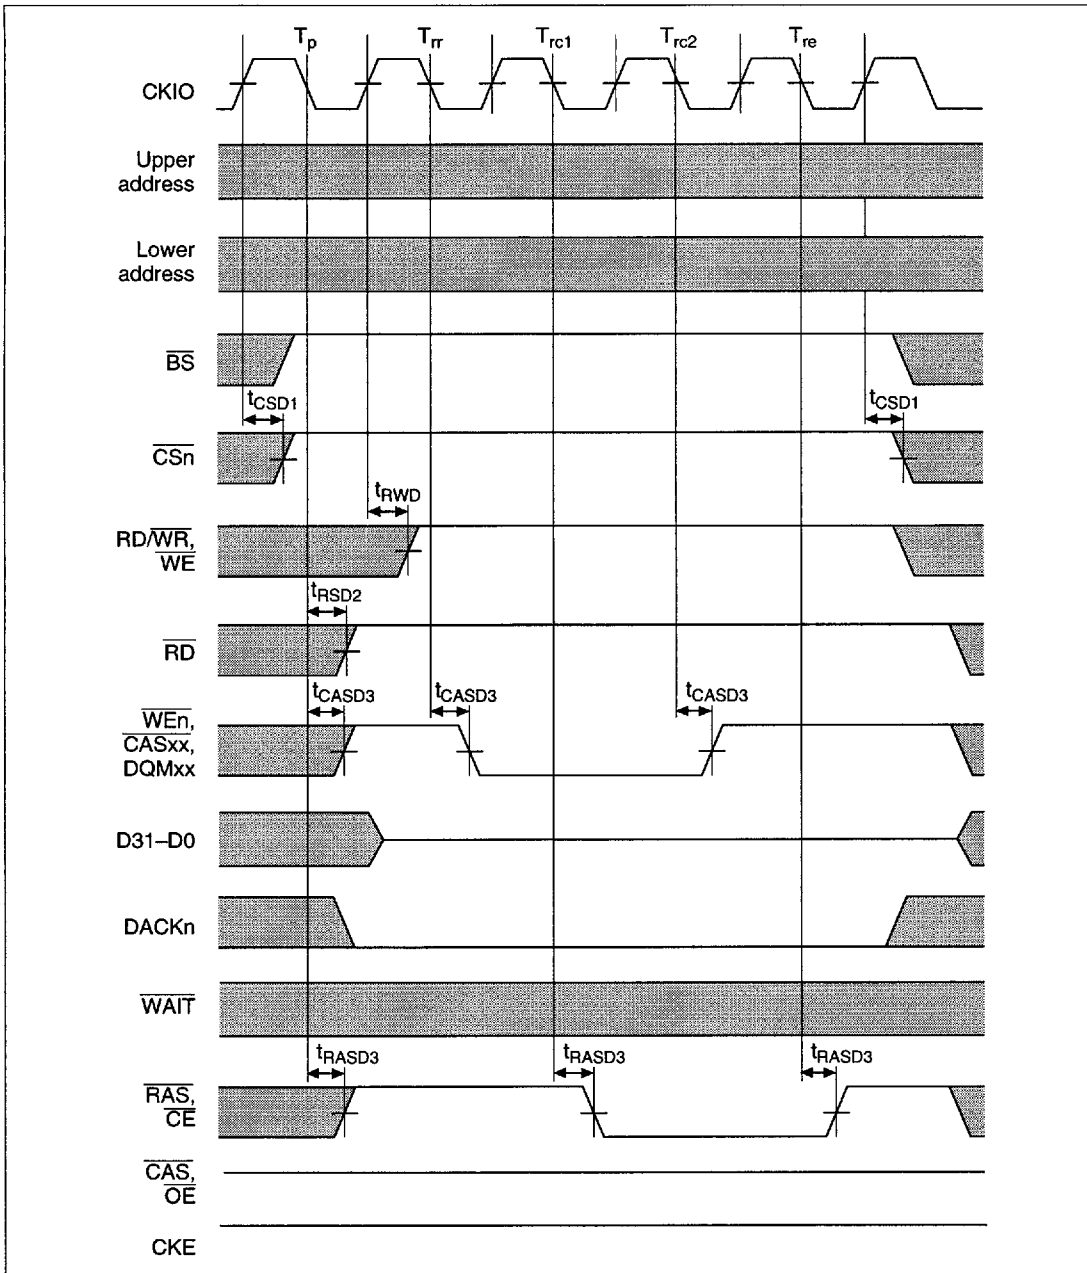 Tp Trr Trc1 Trc2 Tre
CKIO
Upper
address
Lower
address
BS
tCSD1 tCSD1
CSn
tRWD
RD/WR,
WE
tRSD2
RD
tCASD3 tCASD3 tCASD3
WEn,
CASxx,
DQMxx
D31–D0
DACKn
WAIT
tRASD3 tRASD3 tRASD3
RAS,
CE
CAS,
OE
CKE